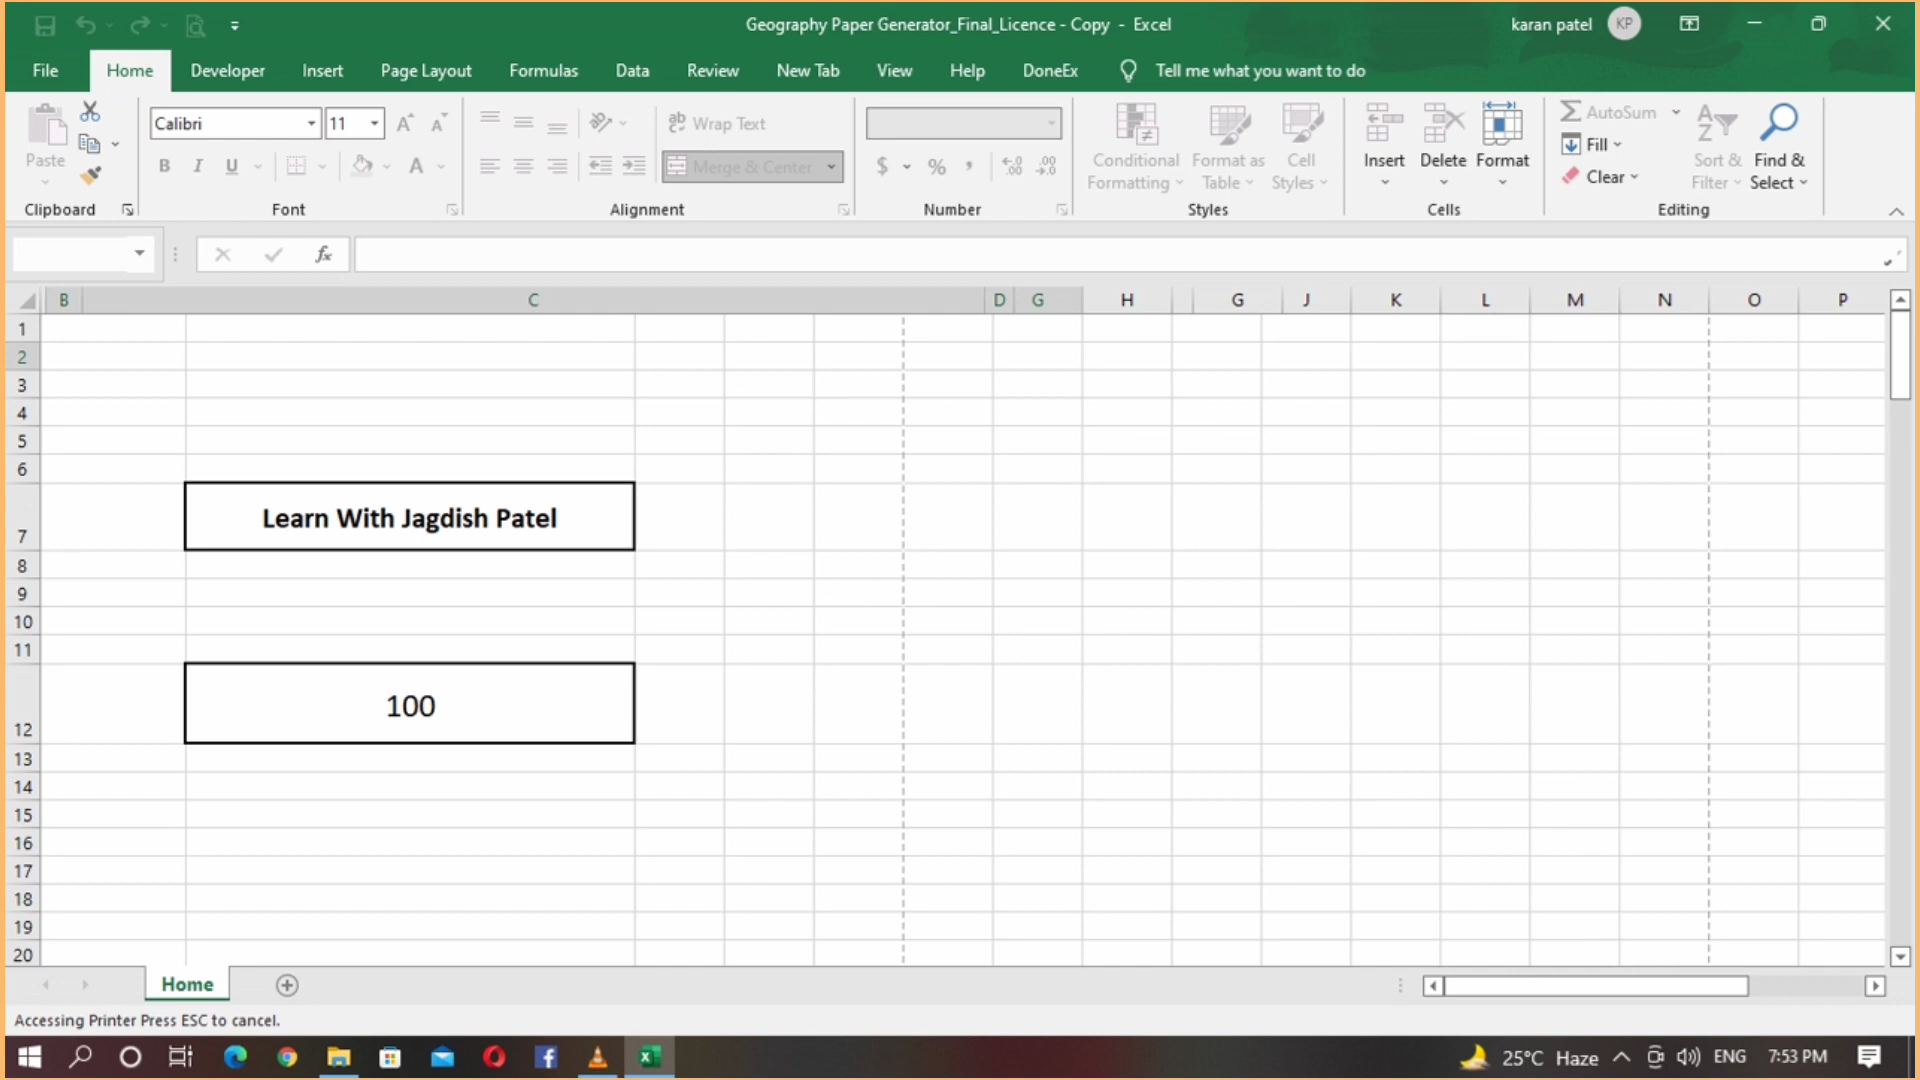 Geography Paper Generator_Final_Licence - Copy - Excel
karan patel KP
File Home Developer Insert Page Layout Formulas Data Review New Tab View Help DoneEx Tell me what you want to do
Paste
Clipboard
Calibri 11
B I U A
Font
ab Wrap Text
Merge & Center
Alignment
$ % ,
Number
Conditional Formatting
Format as Table
Cell Styles
Styles
Insert Delete Format
Cells
AutoSum
Fill
Clear
Sort & Filter
Find & Select
Editing
fx
B C D G H G J K L M N O P
1
2
3
4
5
6
7 Learn With Jagdish Patel
8
9
10
11
12 100
13
14
15
16
17
18
19
20
Home
Accessing Printer Press ESC to cancel.
25°C Haze ENG 7:53 PM